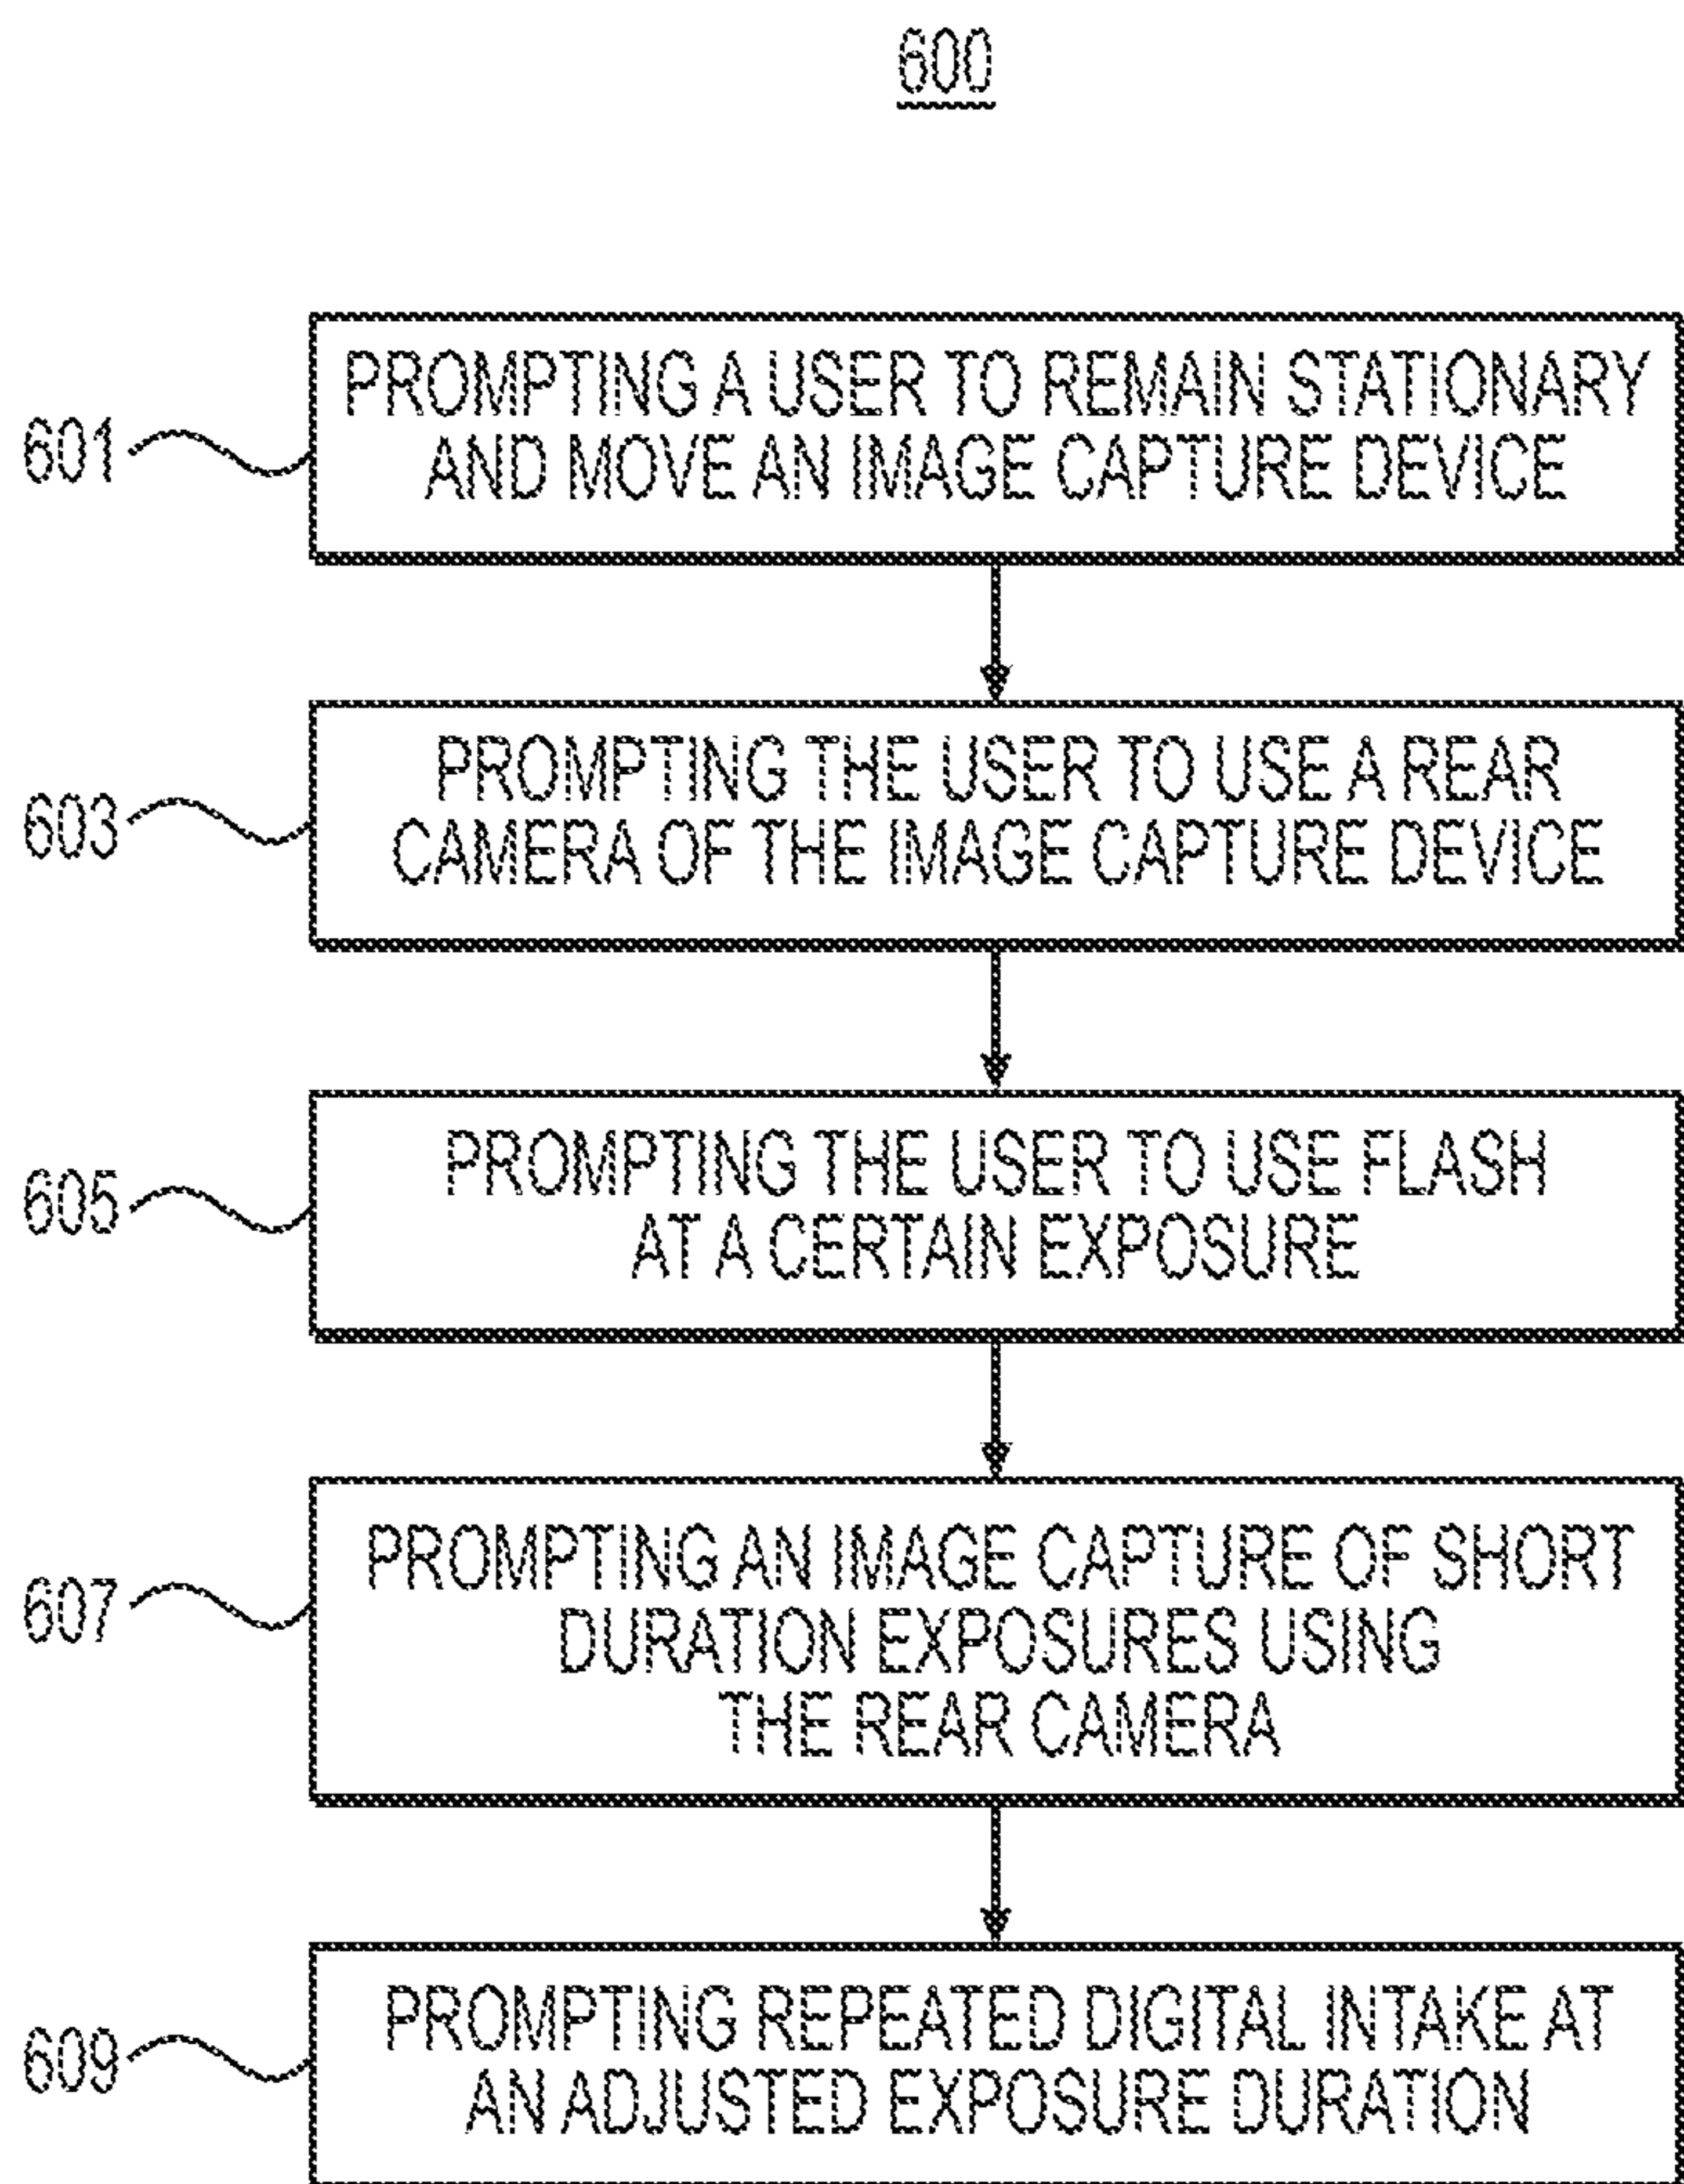 600
601
PROMPTING A USER TO REMAIN STATIONARY
AND MOVE AN IMAGE CAPTURE DEVICE
603
PROMPTING THE USER TO USE A REAR
CAMERA OF THE IMAGE CAPTURE DEVICE
605
PROMPTING THE USER TO USE FLASH
AT A CERTAIN EXPOSURE
607
PROMPTING AN IMAGE CAPTURE OF SHORT
DURATION EXPOSURES USING
THE REAR CAMERA
609
PROMPTING REPEATED DIGITAL INTAKE AT
AN ADJUSTED EXPOSURE DURATION